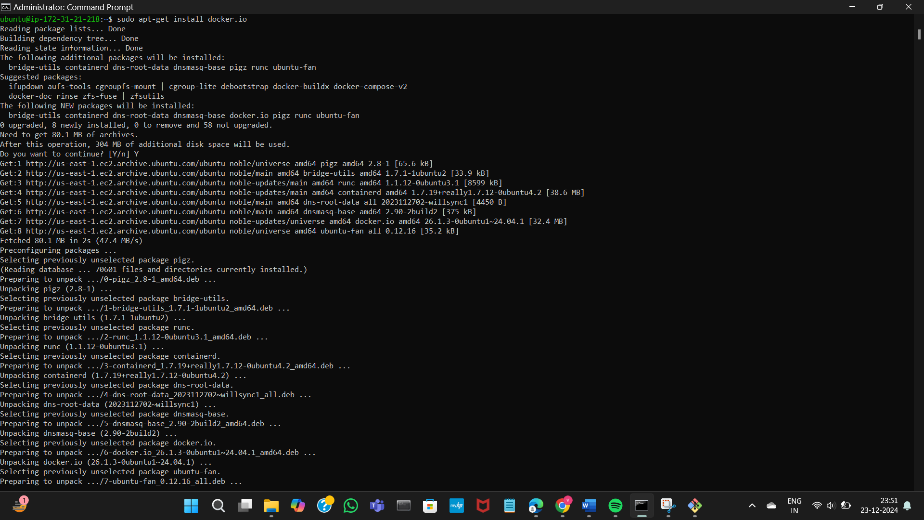 Administrator: Command Prompt
ubuntu@ip-172-31-21-218:~$ sudo apt-get install docker.io
Reading package lists... Done
Building dependency tree... Done
Reading state information... Done
The following additional packages will be installed:
bridge-utils containerd dns-root-data dnsmasq-base pigz runc ubuntu-fan
Suggested packages:
ifupdown aufs-tools cgroupfs-mount | cgroup-lite debootstrap docker-buildx docker-compose-v2
docker-doc rinse zfs-fuse | zfsutils
The following NEW packages will be installed:
bridge-utils containerd dns-root-data dnsmasq-base docker.io pigz runc ubuntu-fan
0 upgraded, 8 newly installed, 0 to remove and 58 not upgraded.
Need to get 80.1 MB of archives.
After this operation, 304 MB of additional disk space will be used.
Do you want to continue? [Y/n] Y
Get:1 http://us-east-1.ec2.archive.ubuntu.com/ubuntu noble/universe amd64 pigz amd64 2.8-1 [65.6 kB]
Get:2 http://us-east-1.ec2.archive.ubuntu.com/ubuntu noble/main amd64 bridge-utils amd64 1.7.1-1ubuntu2 [33.9 kB]
Get:3 http://us-east-1.ec2.archive.ubuntu.com/ubuntu noble-updates/main amd64 runc amd64 1.1.12-0ubuntu3.1 [8599 kB]
Get:4 http://us-east-1.ec2.archive.ubuntu.com/ubuntu noble-updates/main amd64 containerd amd64 1.7.19+really1.7.12-0ubuntu4.2 [38.6 MB]
Get:5 http://us-east-1.ec2.archive.ubuntu.com/ubuntu noble/main amd64 dns-root-data all 2023112702~willsync1 [4450 B]
Get:6 http://us-east-1.ec2.archive.ubuntu.com/ubuntu noble/main amd64 dnsmasq-base amd64 2.90-2build2 [375 kB]
Get:7 http://us-east-1.ec2.archive.ubuntu.com/ubuntu noble-updates/universe amd64 docker.io amd64 26.1.3-0ubuntu1~24.04.1 [32.4 MB]
Get:8 http://us-east-1.ec2.archive.ubuntu.com/ubuntu noble/universe amd64 ubuntu-fan all 0.12.16 [35.2 kB]
Fetched 80.1 MB in 2s (47.4 MB/s)
Preconfiguring packages ...
Selecting previously unselected package pigz.
(Reading database ... 70601 files and directories currently installed.)
Preparing to unpack .../0-pigz_2.8-1_amd64.deb ...
Unpacking pigz (2.8-1) ...
Selecting previously unselected package bridge-utils.
Preparing to unpack .../1-bridge-utils_1.7.1-1ubuntu2_amd64.deb ...
Unpacking bridge-utils (1.7.1-1ubuntu2) ...
Selecting previously unselected package runc.
Preparing to unpack .../2-runc_1.1.12-0ubuntu3.1_amd64.deb ...
Unpacking runc (1.1.12-0ubuntu3.1) ...
Selecting previously unselected package containerd.
Preparing to unpack .../3-containerd_1.7.19+really1.7.12-0ubuntu4.2_amd64.deb ...
Unpacking containerd (1.7.19+really1.7.12-0ubuntu4.2) ...
Selecting previously unselected package dns-root-data.
Preparing to unpack .../4-dns-root-data_2023112702~willsync1_all.deb ...
Unpacking dns-root-data (2023112702~willsync1) ...
Selecting previously unselected package dnsmasq-base.
Preparing to unpack .../5-dnsmasq-base_2.90-2build2_amd64.deb ...
Unpacking dnsmasq-base (2.90-2build2) ...
Selecting previously unselected package docker.io.
Preparing to unpack .../6-docker.io_26.1.3-0ubuntu1~24.04.1_amd64.deb ...
Unpacking docker.io (26.1.3-0ubuntu1~24.04.1) ...
Selecting previously unselected package ubuntu-fan.
Preparing to unpack .../7-ubuntu-fan_0.12.16_all.deb ...
1
ENG
IN
23:51
23-12-2024